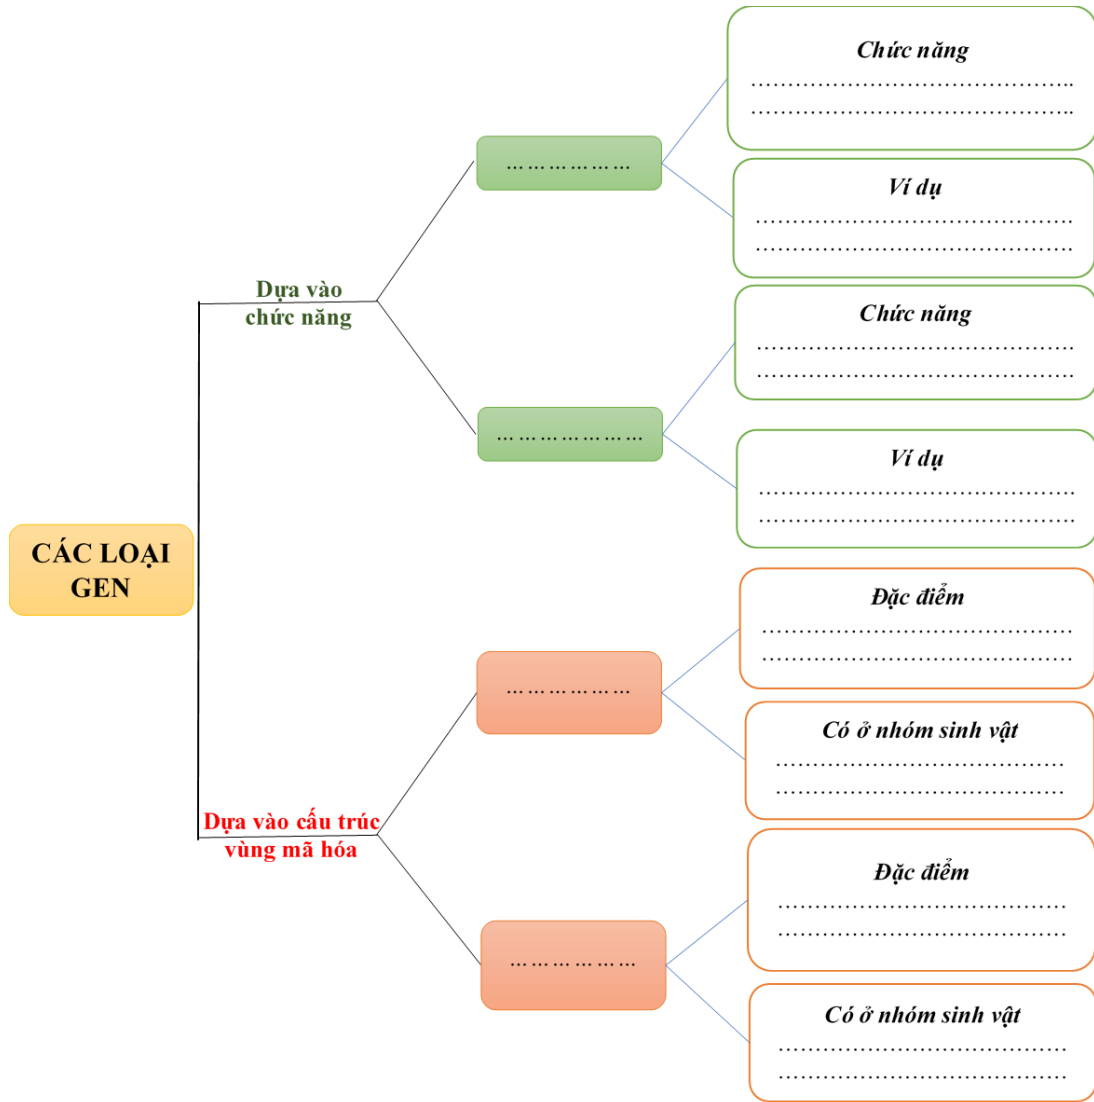 Chức năng
…………………………………….
…………………………………….
………………
Ví dụ
……………………………………
……………………………………
Dựa vào
chức năng
Chức năng
…………………………………….
…………………………………….
…………………
Ví dụ
…………………………………….
…………………………………….
CÁC LOẠI
GEN
Đặc điểm
……………………………………
……………………………………
………………
Có ở nhóm sinh vật
…………………………………
…………………………………
Dựa vào cấu trúc
vùng mã hóa
Đặc điểm
…………………………………
…………………………………
………………
Có ở nhóm sinh vật
…………………………………
…………………………………